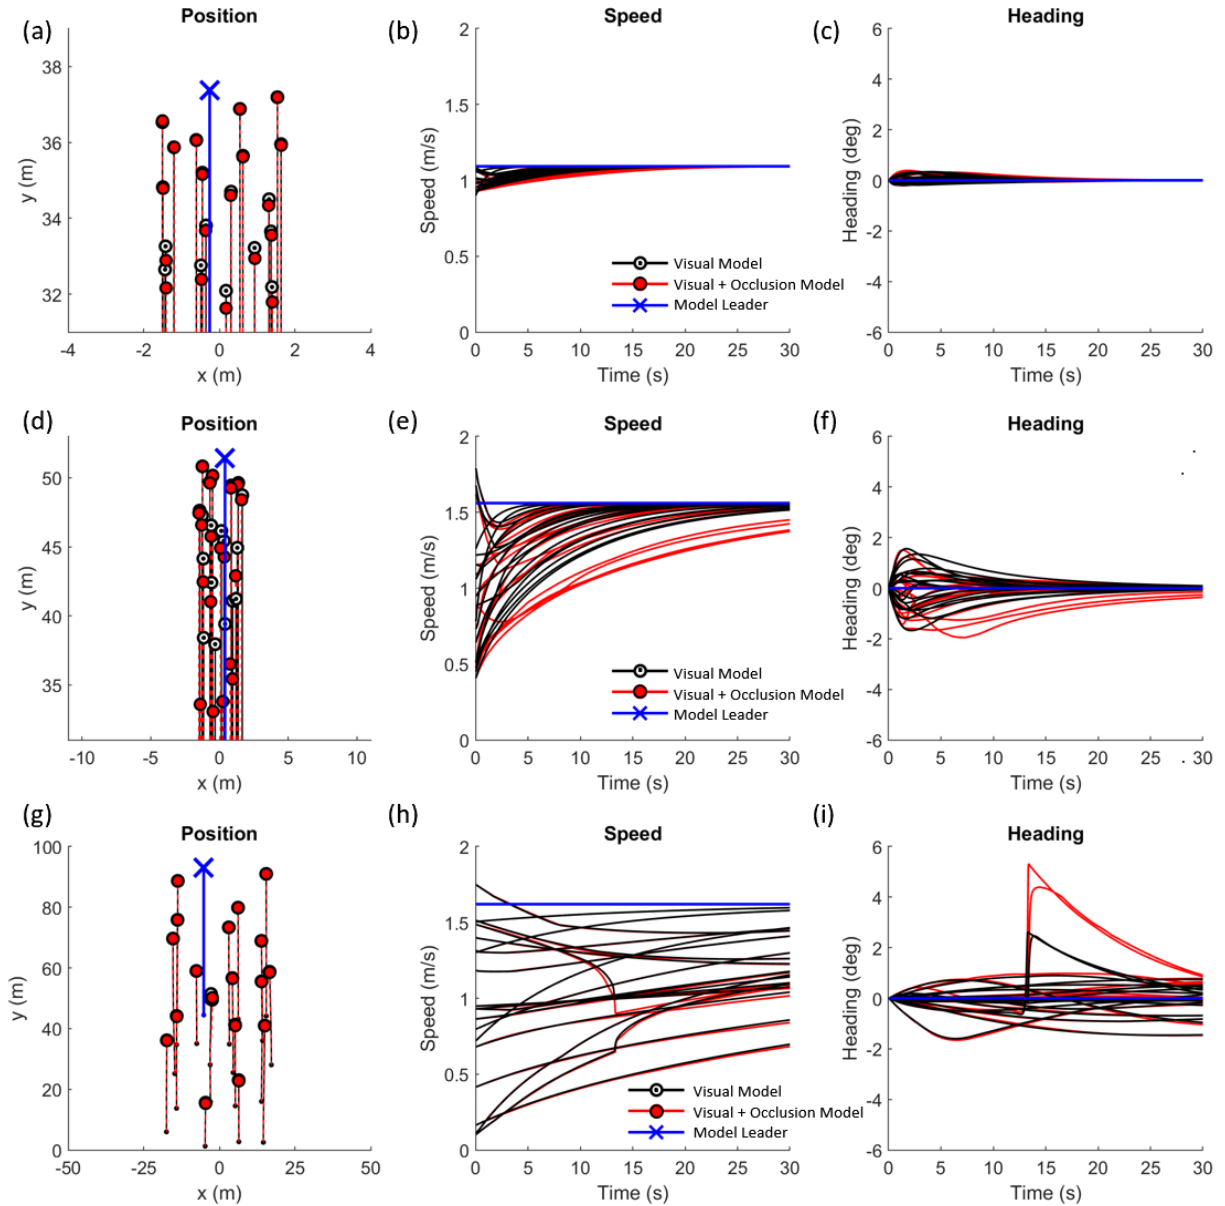 (a)
Position
38
36
34
32
-4
-2
0
2
4
y (m)
x (m)
(b)
Speed
2
1.5
1
0.5
0
0
5
10
15
20
25
30
Speed (m/s)
Time (s)
Visual Model
Visual + Occlusion Model
Model Leader
(c)
Heading
6
4
2
0
-2
-4
-6
0
5
10
15
20
25
30
Heading (deg)
Time (s)
(d)
Position
50
45
40
35
-10
-5
0
5
10
y (m)
x (m)
(e)
Speed
2
1.5
1
0.5
0
0
5
10
15
20
25
30
Speed (m/s)
Time (s)
Visual Model
Visual + Occlusion Model
Model Leader
(f)
Heading
6
4
2
0
-2
-4
-6
0
5
10
15
20
25
30
Heading (deg)
Time (s)
(g)
Position
100
80
60
40
20
0
-50
-25
0
25
50
y (m)
x (m)
(h)
Speed
2
1.5
1
0.5
0
0
5
10
15
20
25
30
Speed (m/s)
Time (s)
Visual Model
Visual + Occlusion Model
Model Leader
(i)
Heading
6
4
2
0
-2
-4
-6
0
5
10
15
20
25
30
Heading (deg)
Time (s)